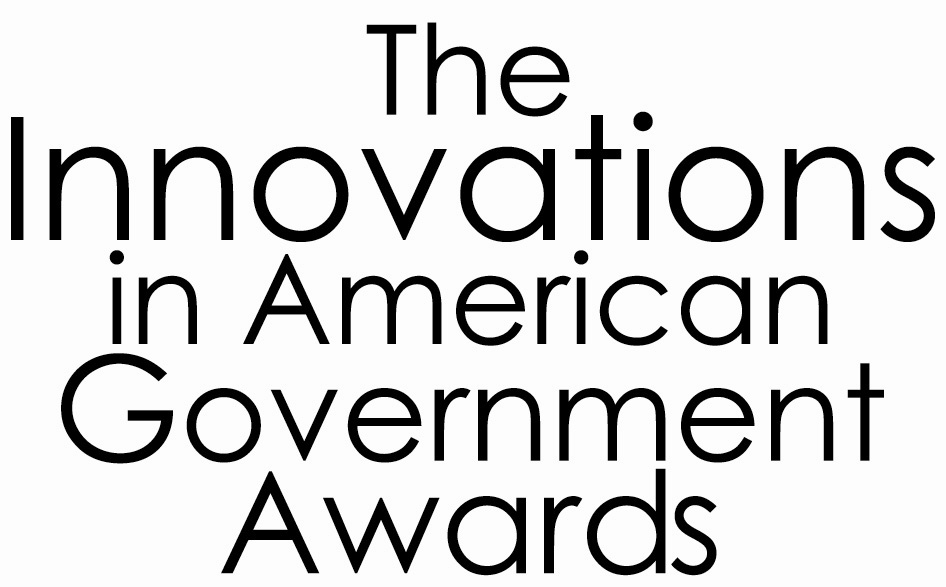 The
Innovations
in American
Government
Awards